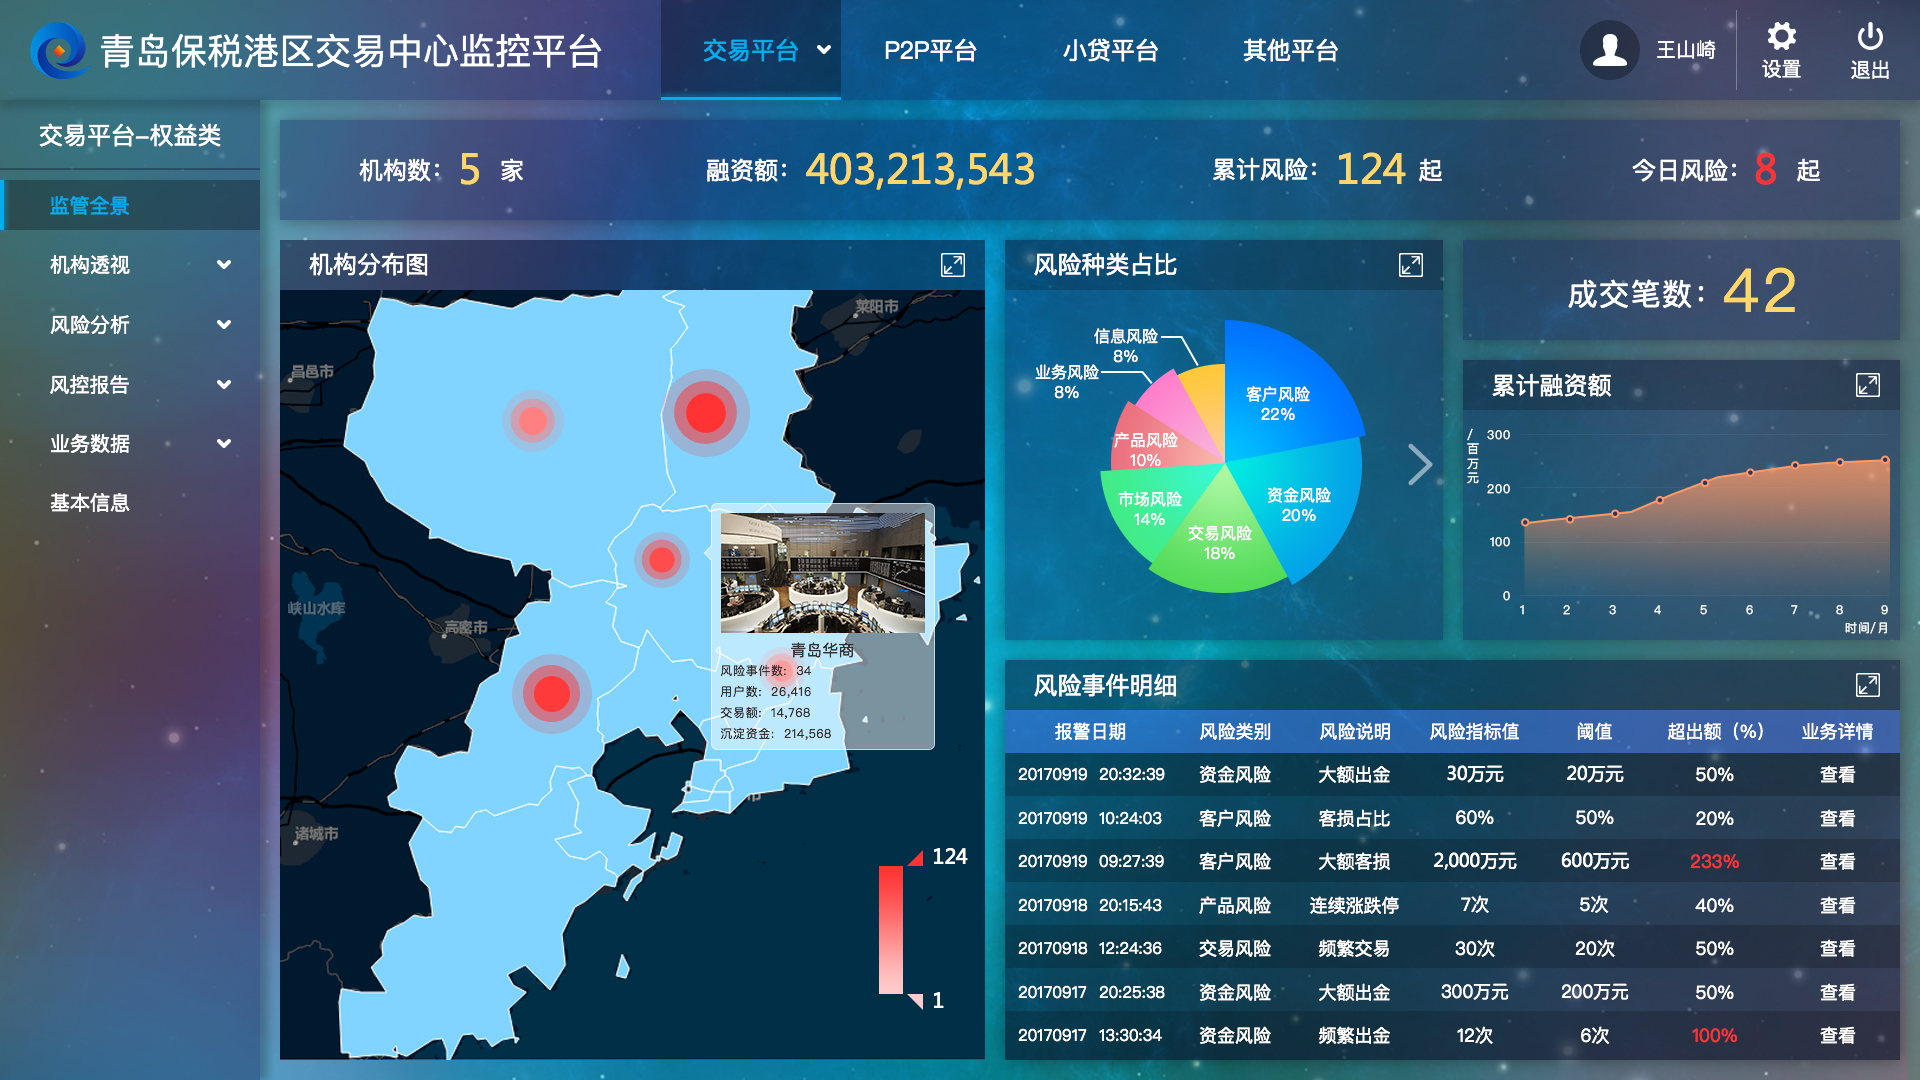 青岛保税港区交易中心监控平台
交易平台
P2P平台
小贷平台
其他平台
王山崎
设置
退出
交易平台–权益类
监管全景
机构透视
风险分析
风控报告
业务数据
基本信息
机构数: 5 家
融资额: 403,213,543
累计风险: 124 起
今日风险: 8 起
机构分布图
莱阳市
昌邑市
峡山水库
高密市
诸城市
市
青岛华商
风险事件数: 34
用户数: 26,416
交易额: 14,768
沉淀资金: 214,568
124
1
风险种类占比
信息风险
8%
业务风险
8%
客户风险
22%
产品风险
10%
资金风险
20%
市场风险
14%
交易风险
18%
成交笔数: 42
累计融资额
/百万元
300
200
100
0
1 2 3 4 5 6 7 8 9
时间/月
风险事件明细
报警日期 风险类别 风险说明 风险指标值 阈值 超出额（%） 业务详情
20170919 20:32:39 资金风险 大额出金 30万元 20万元 50% 查看
20170919 10:24:03 客户风险 客损占比 60% 50% 20% 查看
20170919 09:27:39 客户风险 大额客损 2,000万元 600万元 233% 查看
20170918 20:15:43 产品风险 连续涨跌停 7次 5次 40% 查看
20170918 12:24:36 交易风险 频繁交易 30次 20次 50% 查看
20170917 20:25:38 资金风险 大额出金 300万元 200万元 50% 查看
20170917 13:30:34 资金风险 频繁出金 12次 6次 100% 查看